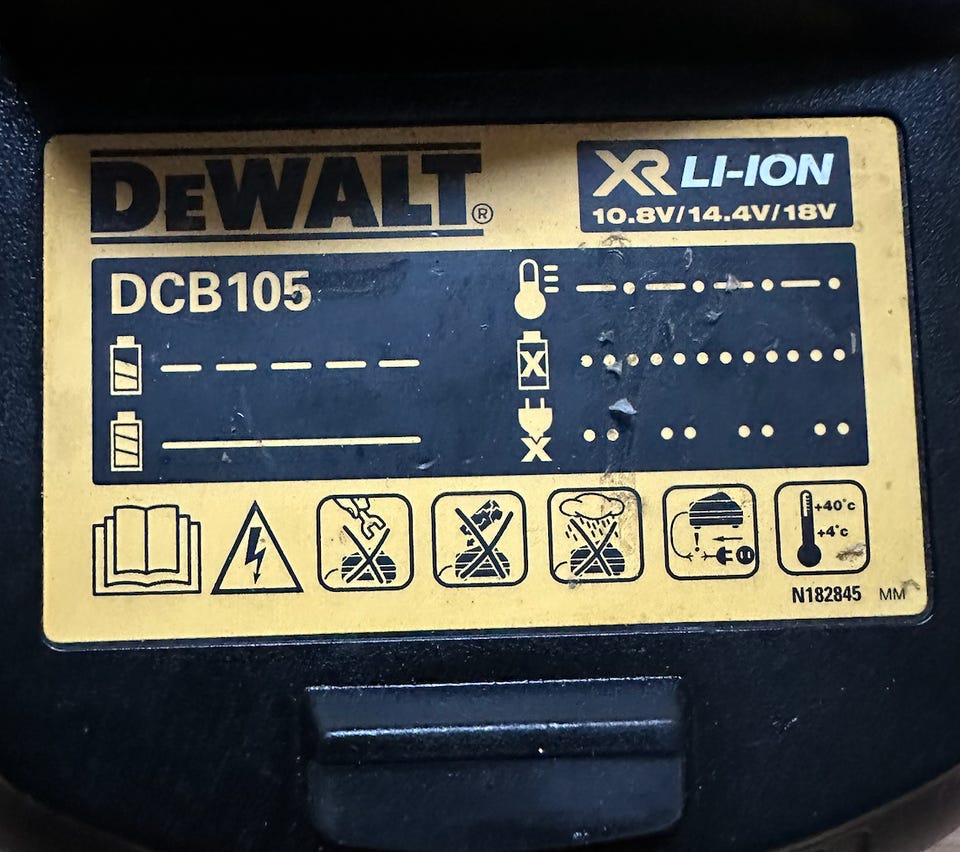 DEWALT®
XR LI-ION
10.8V/14.4V/18V
DCB105
+40°c
+4°c
N182845 MM